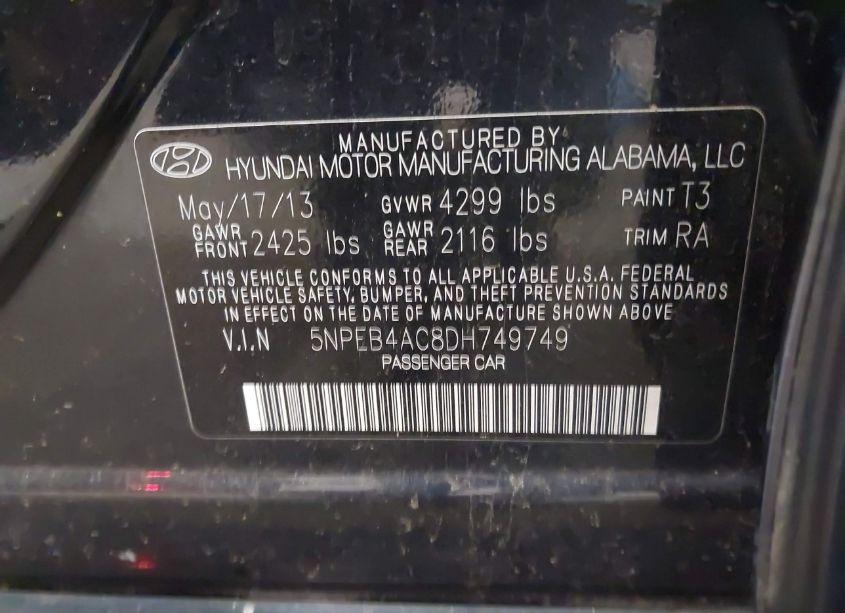 MANUFACTURED BY
HYUNDAI MOTOR MANUFACTURING ALABAMA, LLC
May/17/13 GVWR 4299 lbs PAINT T3
GAWR FRONT 2425 lbs GAWR REAR 2116 lbs TRIM RA
THIS VEHICLE CONFORMS TO ALL APPLICABLE U.S.A. FEDERAL
MOTOR VEHICLE SAFETY, BUMPER, AND THEFT PREVENTION STANDARDS
IN EFFECT ON THE DATE OF MANUFACTURE SHOWN ABOVE
V.I.N 5NPEB4AC8DH749749
PASSENGER CAR